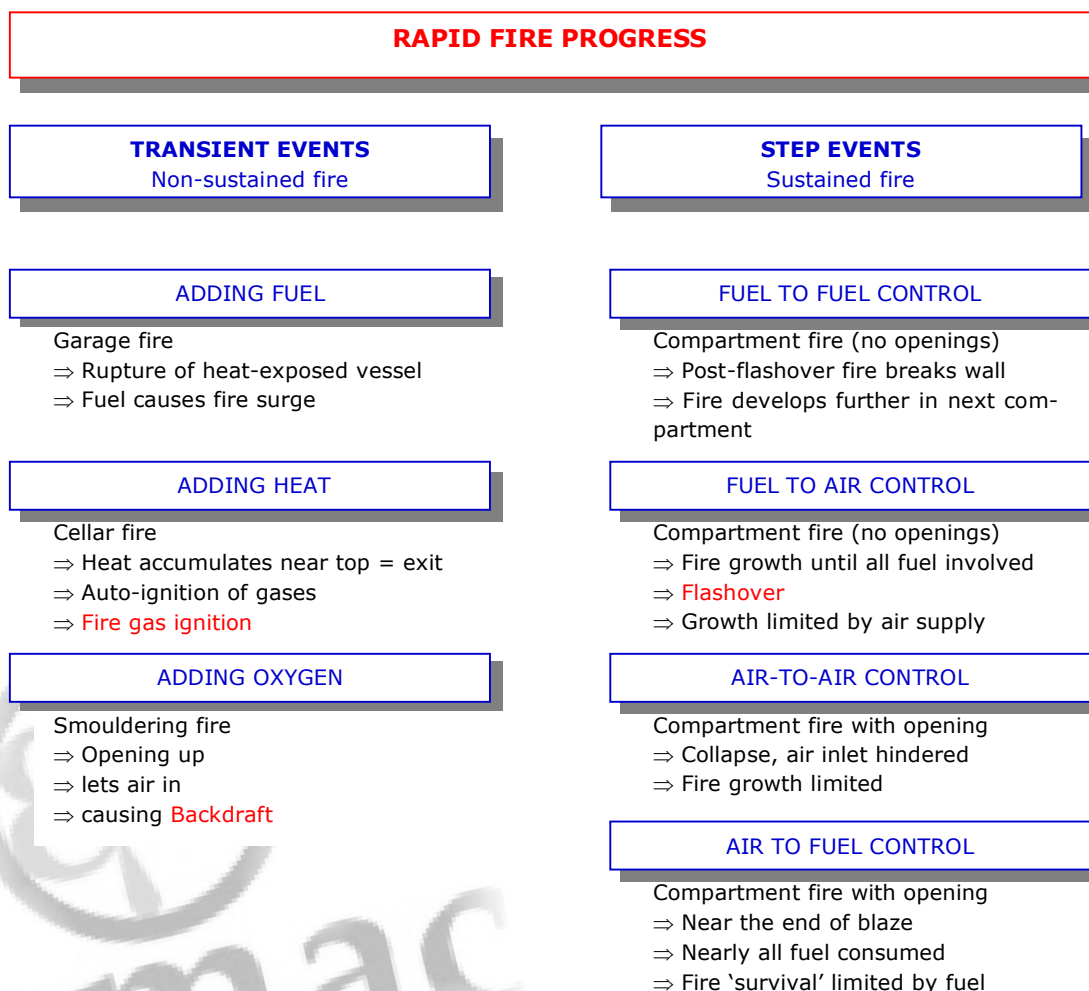 RAPID FIRE PROGRESS
TRANSIENT EVENTS
Non-sustained fire
ADDING FUEL
Garage fire
⇒ Rupture of heat-exposed vessel
⇒ Fuel causes fire surge
ADDING HEAT
Cellar fire
⇒ Heat accumulates near top = exit
⇒ Auto-ignition of gases
⇒ Fire gas ignition
ADDING OXYGEN
Smouldering fire
⇒ Opening up
⇒ lets air in
⇒ causing Backdraft
STEP EVENTS
Sustained fire
FUEL TO FUEL CONTROL
Compartment fire (no openings)
⇒ Post-flashover fire breaks wall
⇒ Fire develops further in next com-
partment
FUEL TO AIR CONTROL
Compartment fire (no openings)
⇒ Fire growth until all fuel involved
⇒ Flashover
⇒ Growth limited by air supply
AIR-TO-AIR CONTROL
Compartment fire with opening
⇒ Collapse, air inlet hindered
⇒ Fire growth limited
AIR TO FUEL CONTROL
Compartment fire with opening
⇒ Near the end of blaze
⇒ Nearly all fuel consumed
⇒ Fire ‘survival’ limited by fuel